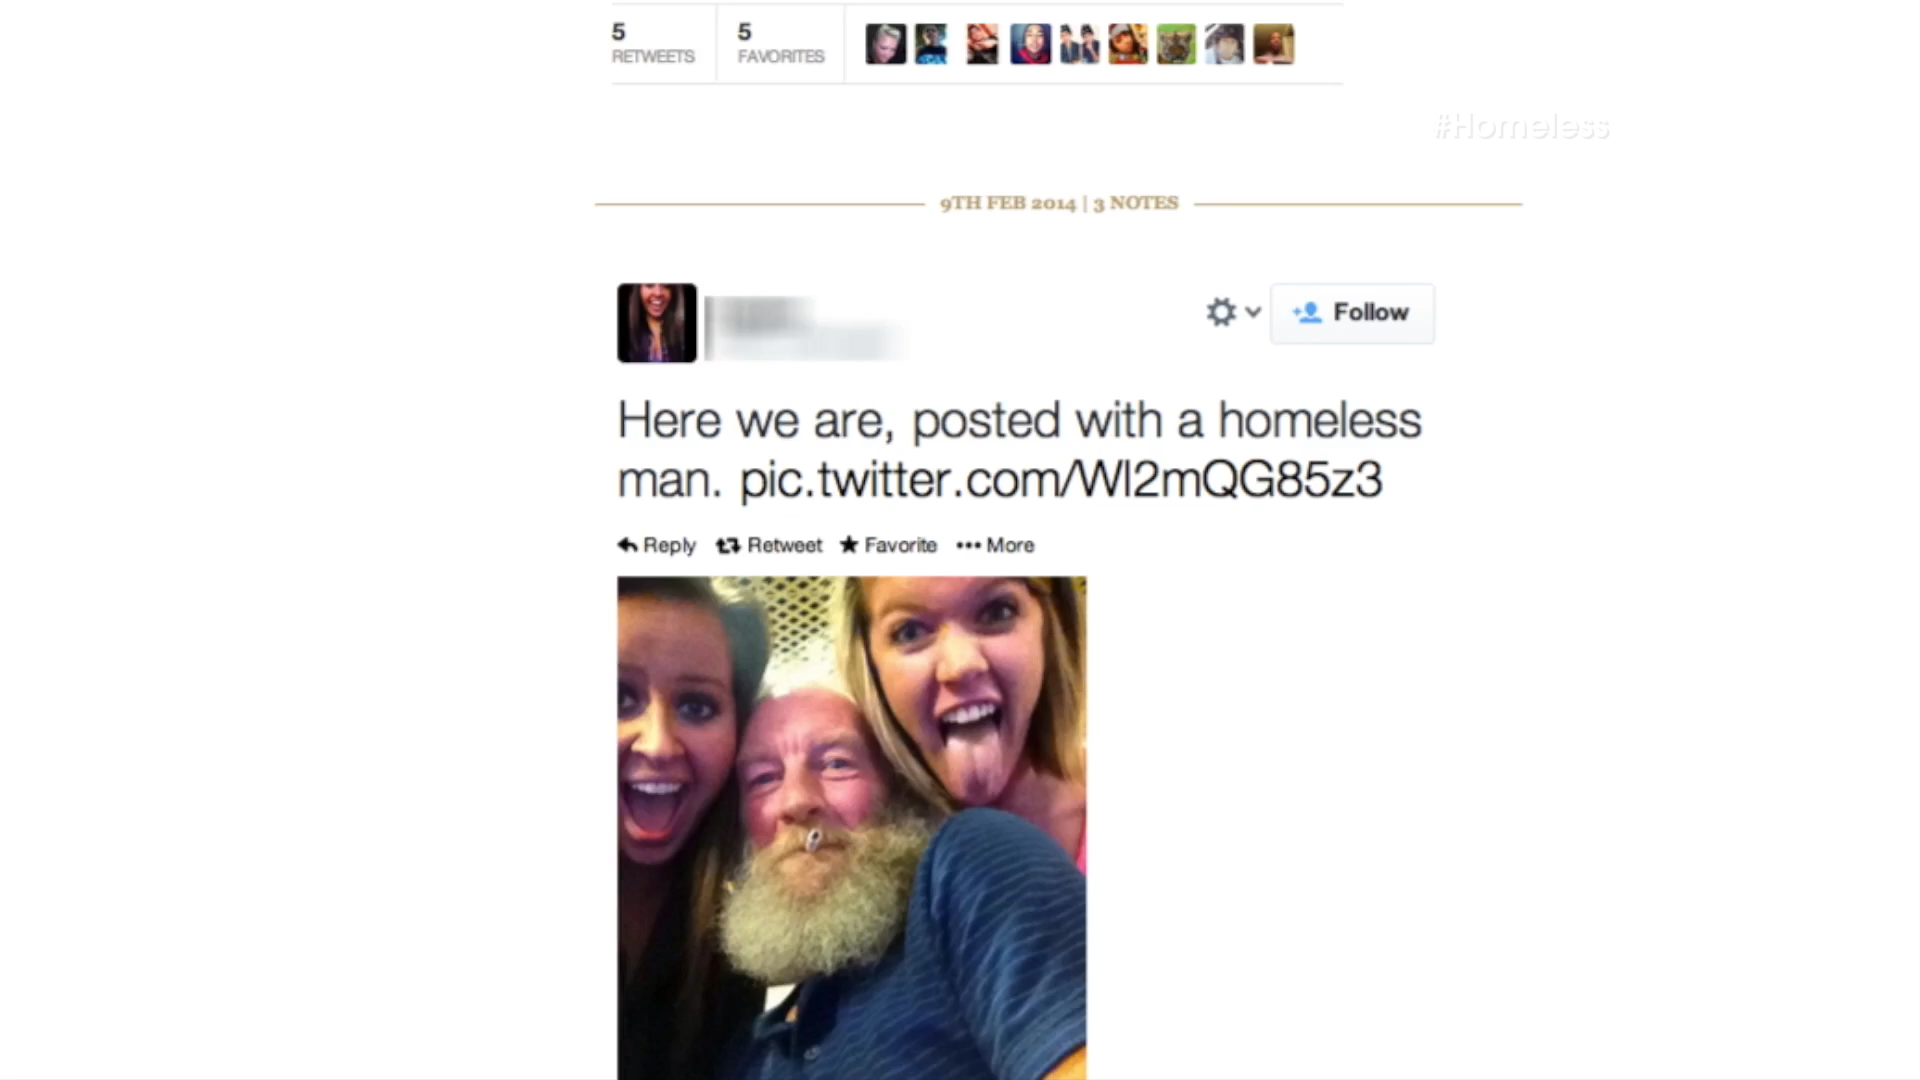 5
RETWEETS
5
FAVORITES
#Homeless
9TH FEB 2014 | 3 NOTES
Follow
Here we are, posted with a homeless
man. pic.twitter.com/Wl2mQG85z3
Reply Retweet Favorite More